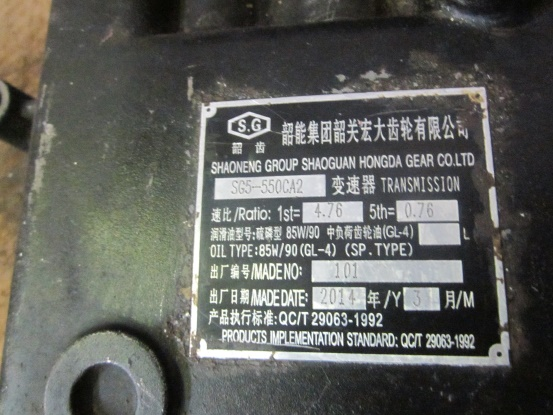 S.G
韶齿
韶能集团韶关宏大齿轮有限公司
SHAONENG GROUP SHAOGUAN HONGDA GEAR CO.LTD
SG5-550CA2 变速器 TRANSMISSION
速比/Ratio: 1st= 4.76 5th= 0.76
润滑油型:硫磷型 85W/90 中负荷齿轮油(GL-4) L
OIL TYPE:85W/90(GL-4) (SP.TYPE)
出厂编号/MADE NO: 101
出厂日期/MADE DATE: 2014 年/Y 3 月/M
产品执行标准: QC/T 29063-1992
PRODUCTS IMPLEMENTATION STANDARD: QC/T 29063-1992